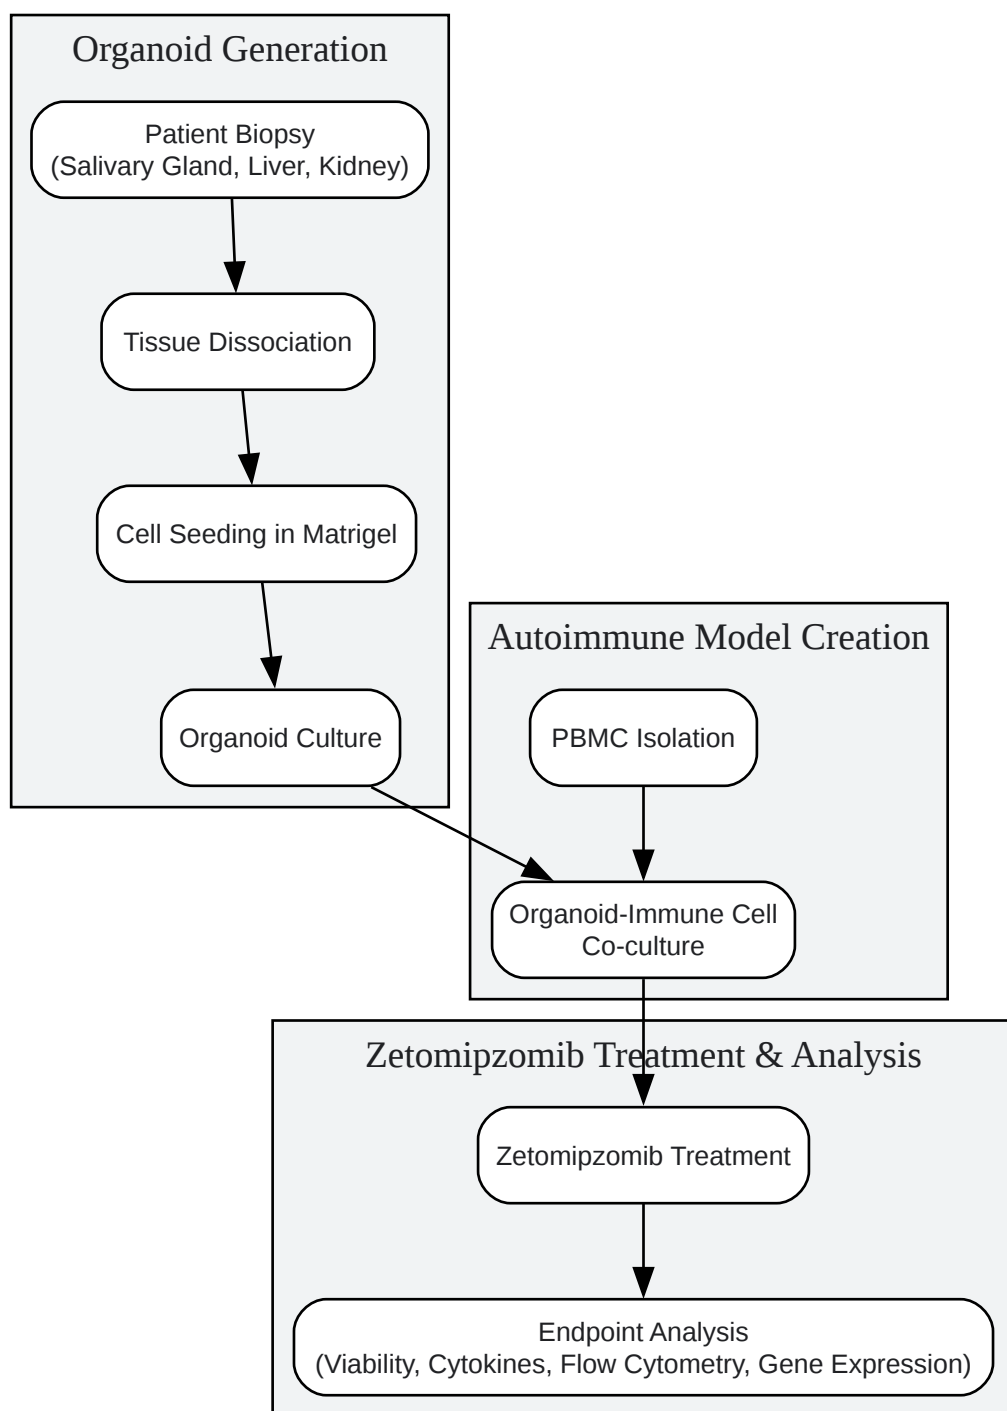 Organoid Generation
Patient Biopsy
(Salivary Gland, Liver, Kidney)
Tissue Dissociation
Cell Seeding in Matrigel
Organoid Culture
Autoimmune Model Creation
PBMC Isolation
Organoid-Immune Cell
Co-culture
Zetomipzomib Treatment & Analysis
Zetomipzomib Treatment
Endpoint Analysis
(Viability, Cytokines, Flow Cytometry, Gene Expression)